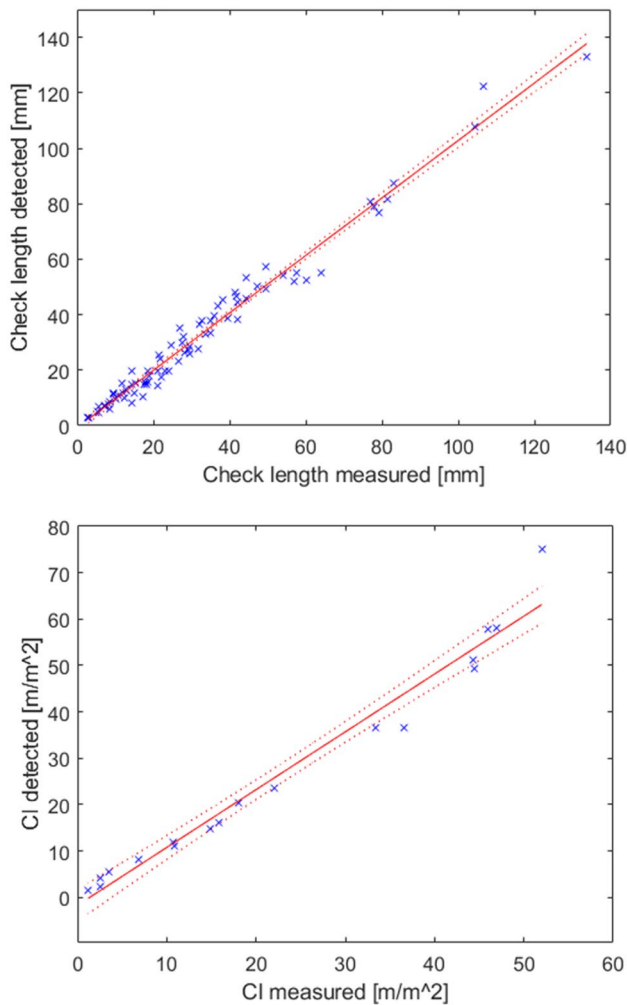 140
120
100
80
60
40
20
0
Check length detected [mm]
0 20 40 60 80 100 120 140
Check length measured [mm]
80
70
60
50
40
30
20
10
0
CI detected [m/m^2]
0 10 20 30 40 50 60
CI measured [m/m^2]